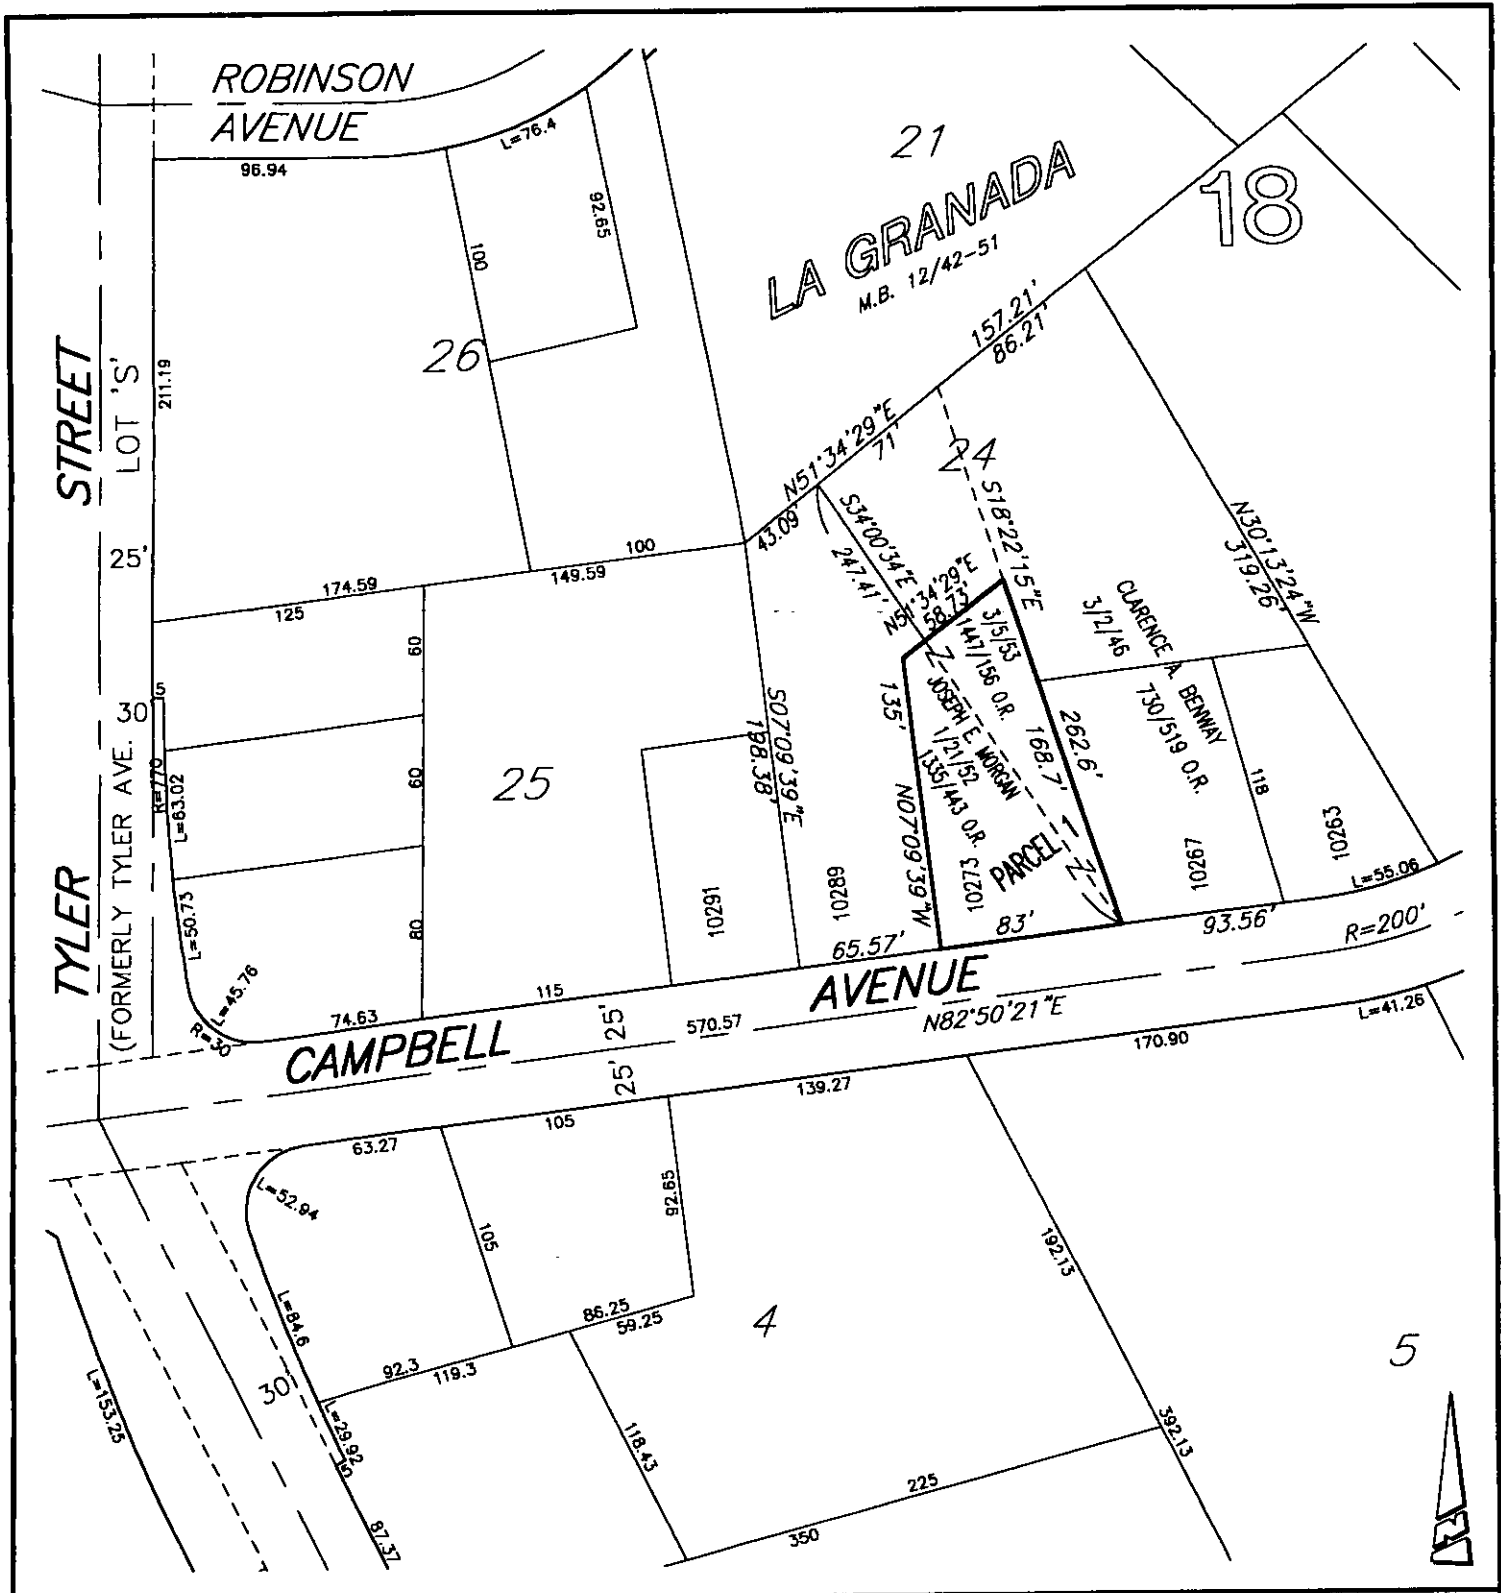 ROBINSON
AVENUE
96.94
L=76.4
92.65
100
21
LA GRANADA
M.B. 12/42-51
18
26
STREET
LOT 'S'
211.19
25'
157.21'
86.21'
N51°34'29"E
71'
43.09'
24
S34°00'34"E
247.41'
S18°22'15"E
N30°13'24"W
319.26'
100
149.59
174.59
125
60
N51°34'29"E
58.73'
3/5/53
1447/156 O.R.
JOSEPH E. MORGAN
1/21/52
1335/443 O.R.
PARCEL 1
CLARENCE A. BENWAY
3/2/46
730/519 O.R.
5
30'
TYLER
(FORMERLY TYLER AVE.
R=770
L=63.02
60
25
S07°09'39"E
198.38'
135'
N07°09'39"W
168.7'
262.6'
118
10291
10289
10273
10267
10263
L=50.73
80
L=45.76
R=30
74.63
115
65.57'
83'
93.56'
L=55.06
R=200'
CAMPBELL
AVENUE
25'
25'
570.57
N82°50'21"E
L=41.26
170.90
139.27
105
63.27
L=52.94
105
92.65
192.13
L=84.6
86.25
59.25
4
5
92.3
119.3
30'
L=153.25
L=29.92
5
118.43
392.13
225
350
87.37
N